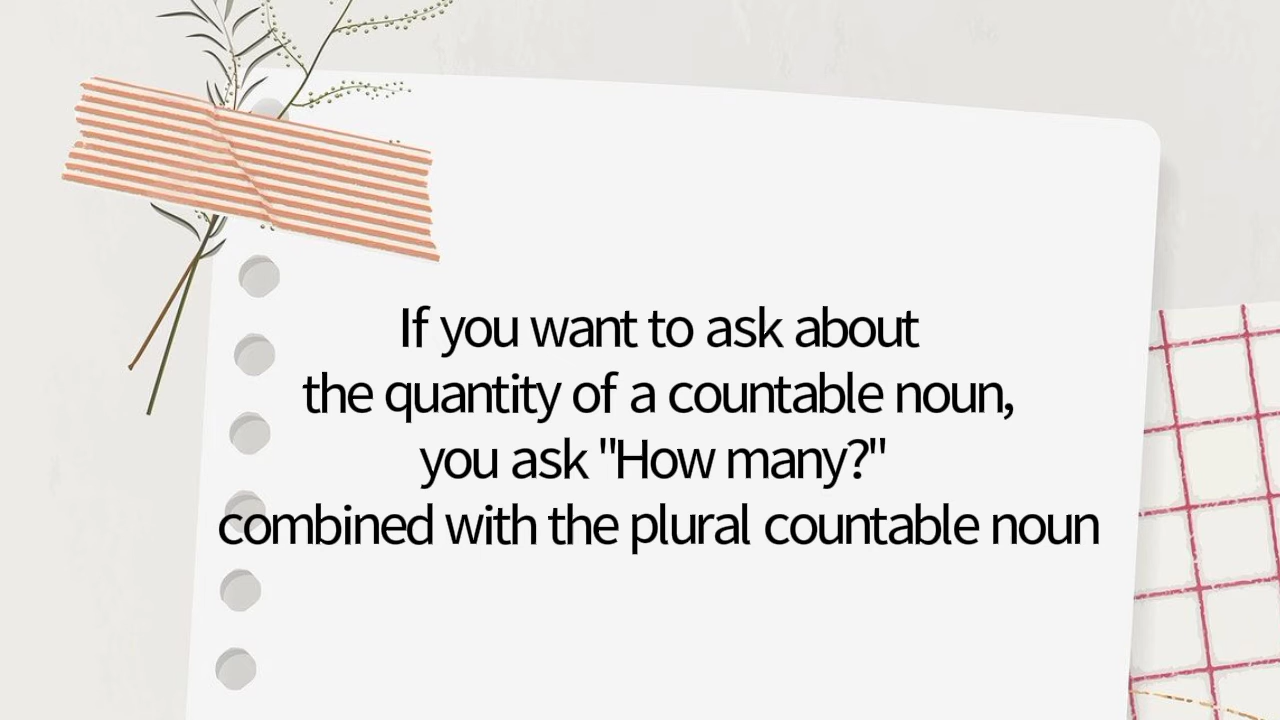 If you want to ask about
the quantity of a countable noun,
you ask "How many?"
combined with the plural countable noun